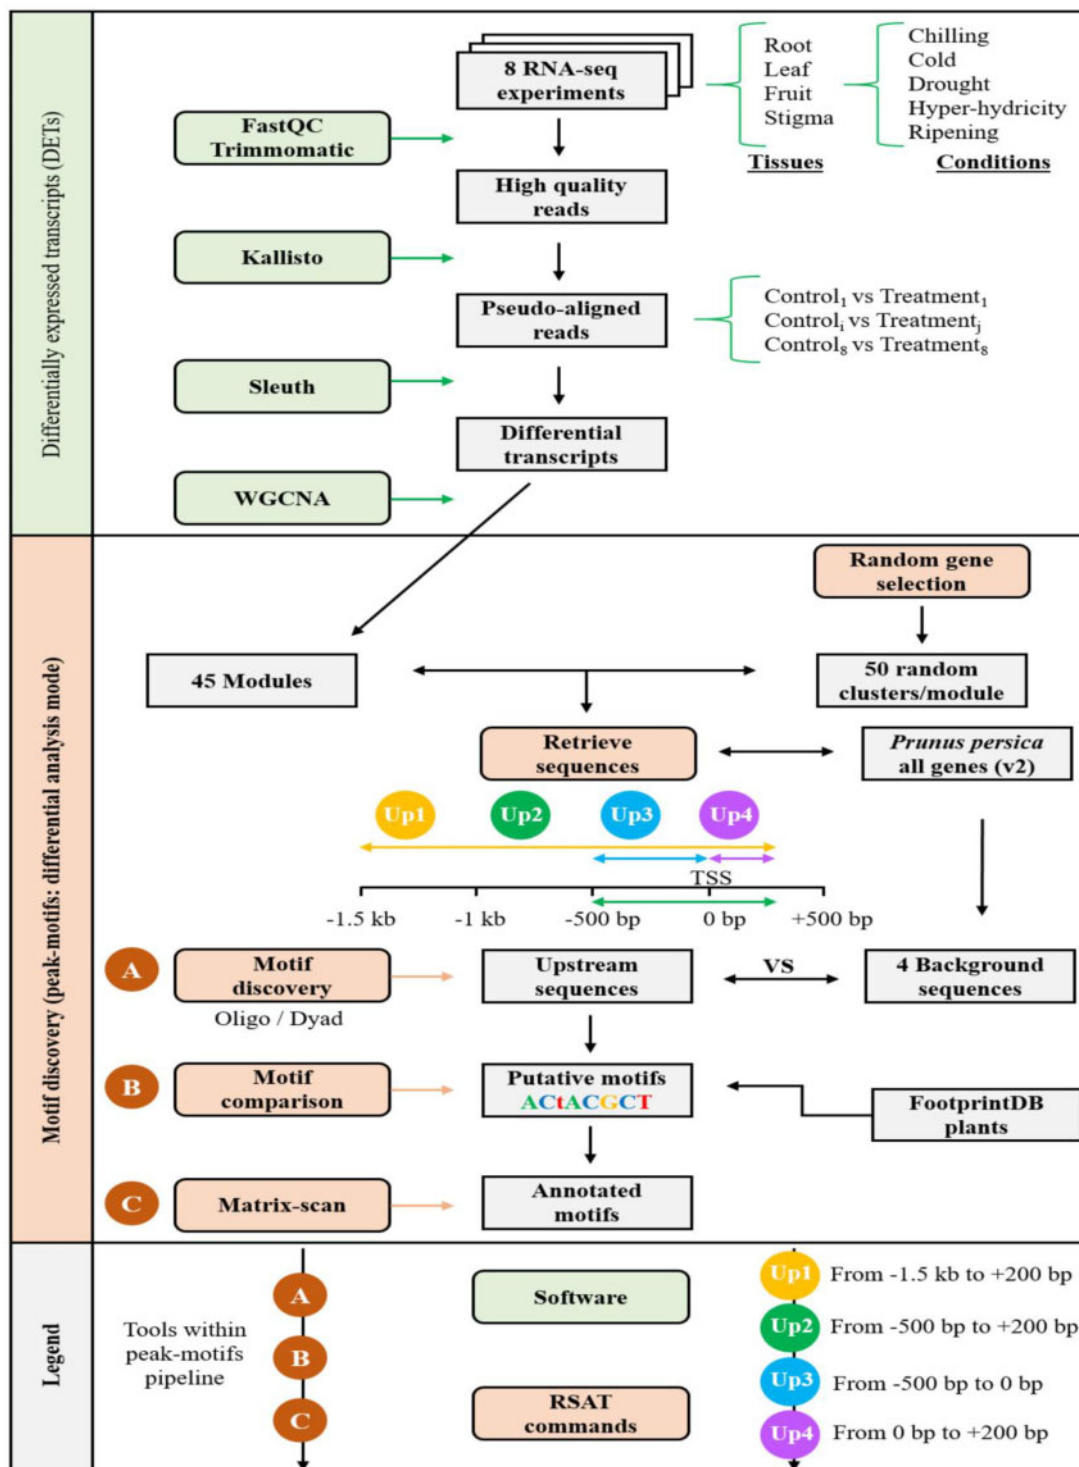 Differentially expressed transcripts (DETs)
8 RNA-seq
experiments
Root
Leaf
Fruit
Stigma
Tissues
Chilling
Cold
Drought
Hyper-hydricity
Ripening
Conditions
FastQC
Trimmomatic
High quality
reads
Kallisto
Pseudo-aligned
reads
Control1 vs Treatment1
Controli vs Treatmentj
Control8 vs Treatment8
Sleuth
Differential
transcripts
WGCNA
Motif discovery (peak-motifs: differential analysis mode)
Random gene
selection
45 Modules
50 random
clusters/module
Retrieve
sequences
Prunus persica
all genes (v2)
Up1
Up2
Up3
Up4
TSS
-1.5 kb
-1 kb
-500 bp
0 bp
+500 bp
A
Motif
discovery
Oligo / Dyad
Upstream
sequences
VS
4 Background
sequences
B
Motif
comparison
Putative motifs
ACtACGCT
FootprintDB
plants
C
Matrix-scan
Annotated
motifs
Legend
Tools within
peak-motifs
pipeline
A
B
C
Software
RSAT
commands
Up1 From -1.5 kb to +200 bp
Up2 From -500 bp to +200 bp
Up3 From -500 bp to 0 bp
Up4 From 0 bp to +200 bp